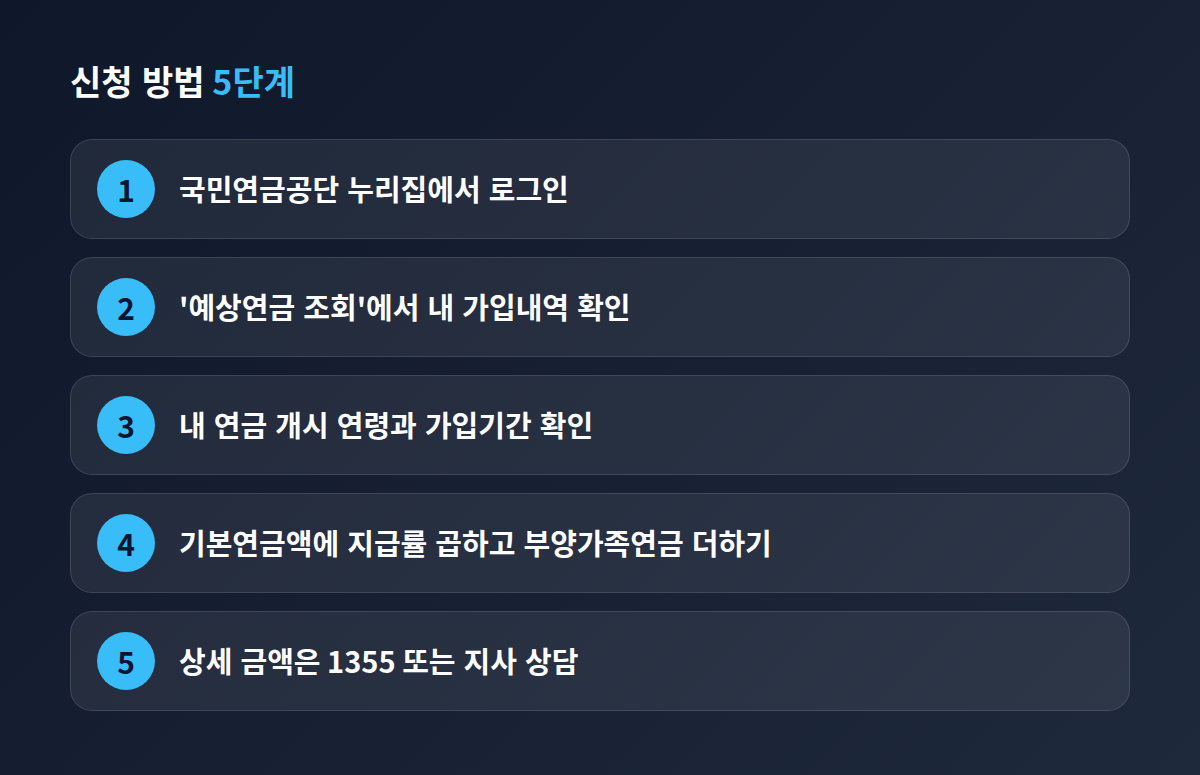 신청 방법 5단계
1 국민연금공단 누리집에서 로그인
2 '예상연금 조회'에서 내 가입내역 확인
3 내 연금 개시 연령과 가입기간 확인
4 기본연금액에 지급률 곱하고 부양가족연금 더하기
5 상세 금액은 1355 또는 지사 상담